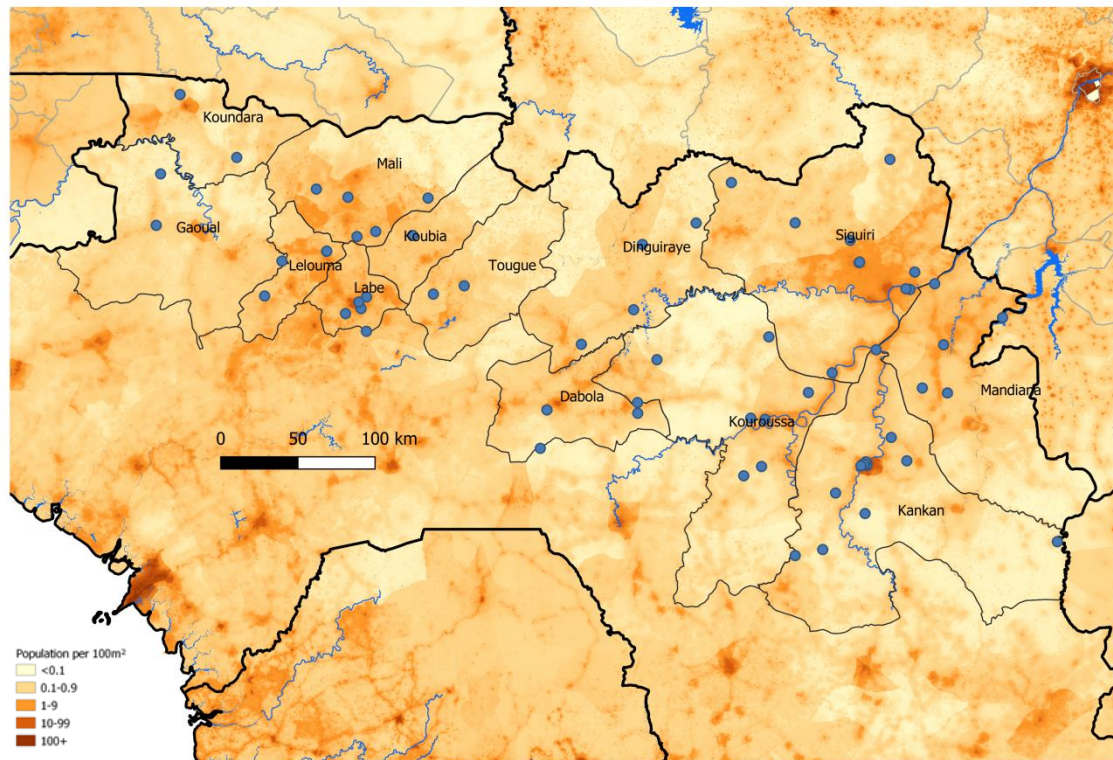 Koundara
Mali
Gaoual
Koubia
Siguiri
Dinguiraye
Lelouma
Tougue
Labe
Mandiana
Dabola
Kouroussa
0 50 100 km
Kankan
Population per 100m²
<0.1
0.1-0.9
1-9
10-99
100+